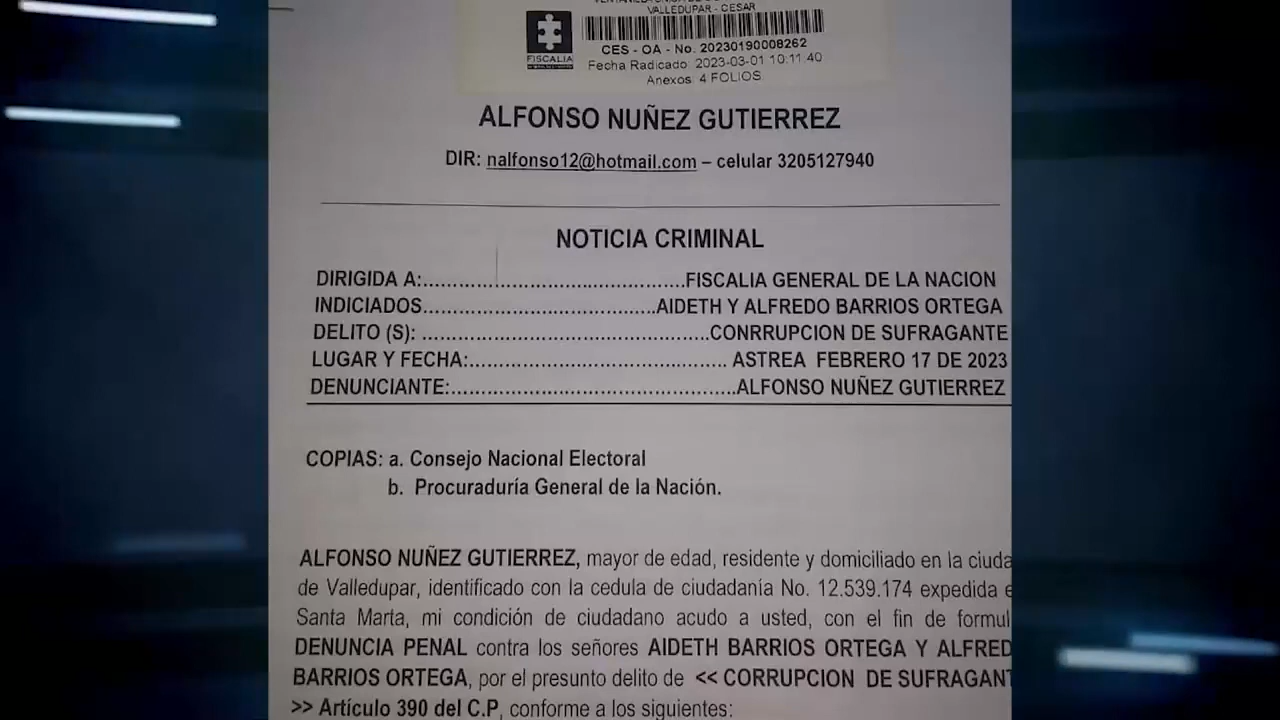 VALLEDUPAR - CESAR
FISCALIA
CES - OA - No. 20230190008262
Fecha Radicado: 2023-03-01 10:11:40
Anexos: 4 FOLIOS
ALFONSO NUÑEZ GUTIERREZ
DIR: nalfonso12@hotmail.com – celular 3205127940
NOTICIA CRIMINAL
DIRIGIDA A:..........................................FISCALIA GENERAL DE LA NACION
INDICIADOS.....................................AIDETH Y ALFREDO BARRIOS ORTEGA
DELITO (S): .............................................CONRRUPCION DE SUFRAGANTE
LUGAR Y FECHA:......................................... ASTREA FEBRERO 17 DE 2023
DENUNCIANTE:.............................................ALFONSO NUÑEZ GUTIERREZ
COPIAS: a. Consejo Nacional Electoral
b. Procuraduría General de la Nación.
ALFONSO NUÑEZ GUTIERREZ, mayor de edad, residente y domiciliado en la ciuda
de Valledupar, identificado con la cedula de ciudadanía No. 12.539.174 expedida e
Santa Marta, mi condición de ciudadano acudo a usted, con el fin de formul
DENUNCIA PENAL contra los señores AIDETH BARRIOS ORTEGA Y ALFRED
BARRIOS ORTEGA, por el presunto delito de << CORRUPCION DE SUFRAGANT
>> Artículo 390 del C.P, conforme a los siguientes: